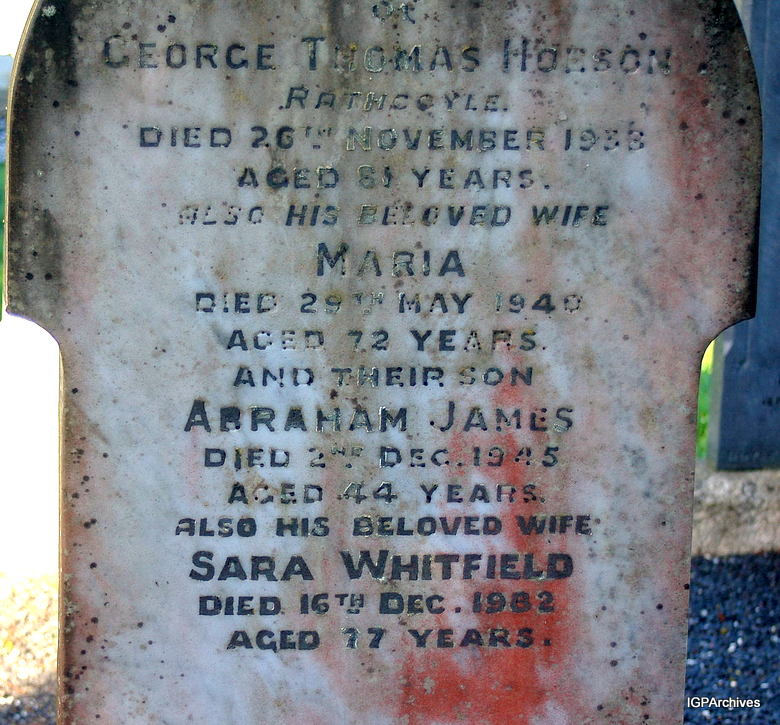 OF
GEORGE THOMAS HOBSON
RATHCOYLE.
DIED 26TH NOVEMBER 1938
AGED 81 YEARS.
ALSO HIS BELOVED WIFE
MARIA
DIED 29TH MAY 1940
AGED 72 YEARS.
AND THEIR SON
ABRAHAM JAMES
DIED 2ND DEC. 1945
AGED 44 YEARS.
ALSO HIS BELOVED WIFE
SARA WHITFIELD
DIED 16TH DEC. 1982
AGED 77 YEARS.
IGPArchives